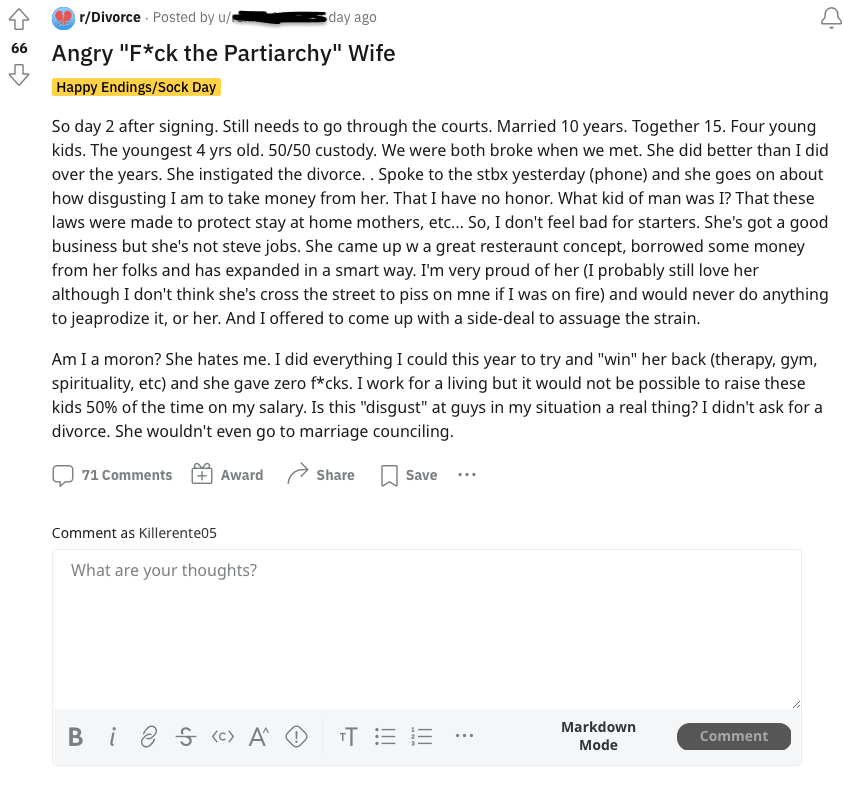 r/Divorce · Posted by u/ day ago
66
Angry "F*ck the Partiarchy" Wife
Happy Endings/Sock Day
So day 2 after signing. Still needs to go through the courts. Married 10 years. Together 15. Four young
kids. The youngest 4 yrs old. 50/50 custody. We were both broke when we met. She did better than I did
over the years. She instigated the divorce. . Spoke to the stbx yesterday (phone) and she goes on about
how disgusting I am to take money from her. That I have no honor. What kid of man was I? That these
laws were made to protect stay at home mothers, etc... So, I don't feel bad for starters. She's got a good
business but she's not steve jobs. She came up w a great resteraunt concept, borrowed some money
from her folks and has expanded in a smart way. I'm very proud of her (I probably still love her
although I don't think she's cross the street to piss on mne if I was on fire) and would never do anything
to jeaprodize it, or her. And I offered to come up with a side-deal to assuage the strain.
Am I a moron? She hates me. I did everything I could this year to try and "win" her back (therapy, gym,
spirituality, etc) and she gave zero f*cks. I work for a living but it would not be possible to raise these
kids 50% of the time on my salary. Is this "disgust" at guys in my situation a real thing? I didn't ask for a
divorce. She wouldn't even go to marriage counciling.
71 Comments Award Share Save ...
Comment as Killerente05
What are your thoughts?
B i S <c> A^ T T ... Markdown
Mode Comment